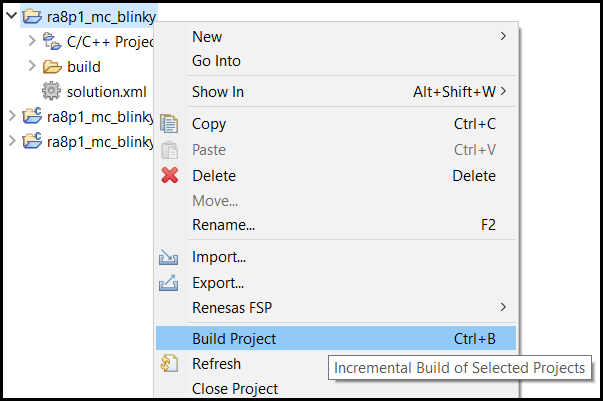 ra8p1_mc_blinky
C/C++ Projec
build
solution.xml
ra8p1_mc_blinky
ra8p1_mc_blinky
New
Go Into
Show In Alt+Shift+W
Copy Ctrl+C
Paste Ctrl+V
Delete Delete
Move...
Rename... F2
Import...
Export...
Renesas FSP
Build Project Ctrl+B
Refresh
Incremental Build of Selected Projects
Close Project